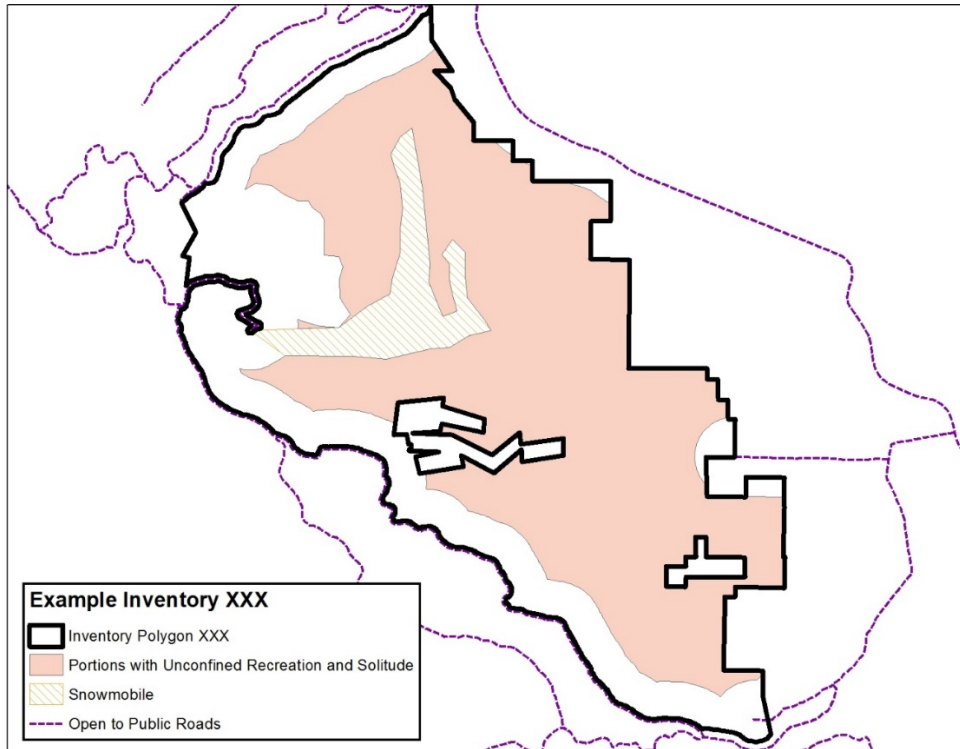 Example Inventory XXX
Inventory Polygon XXX
Portions with Unconfined Recreation and Solitude
Snowmobile
Open to Public Roads